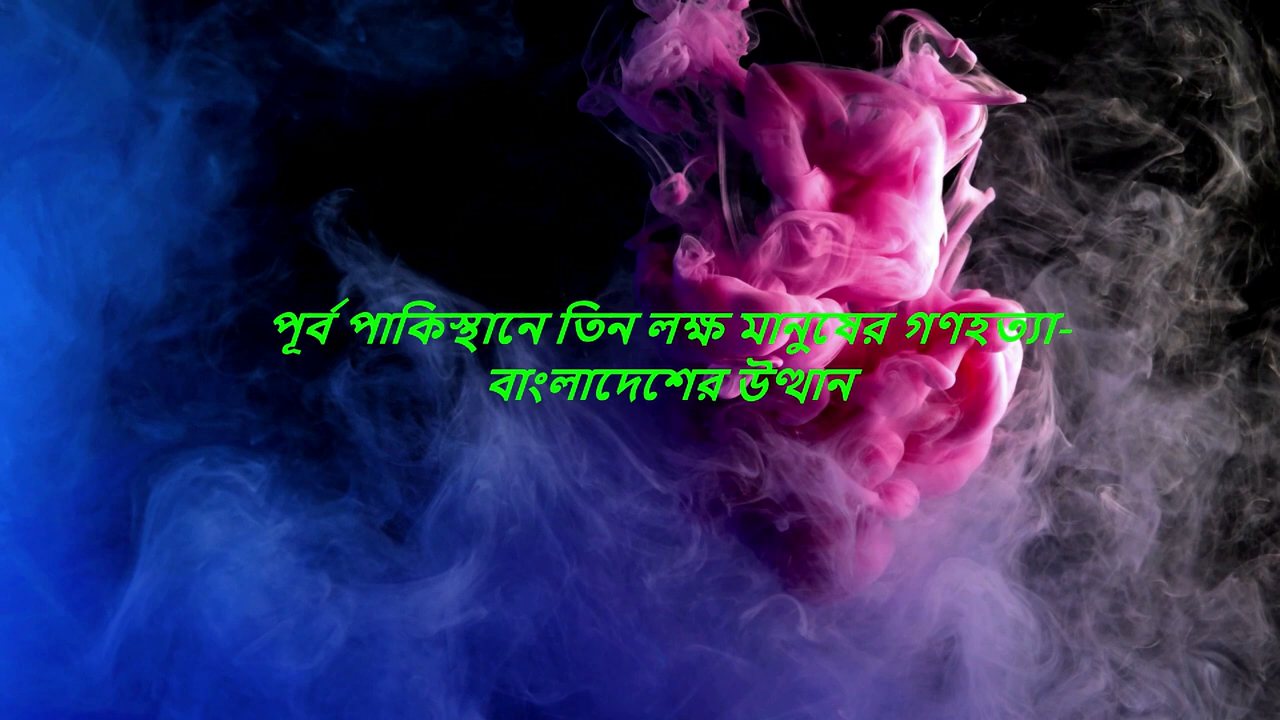 পূর্ব পাকিস্থানে তিন লক্ষ মানুষের গণহত্যা-
বাংলাদেশের উত্থান